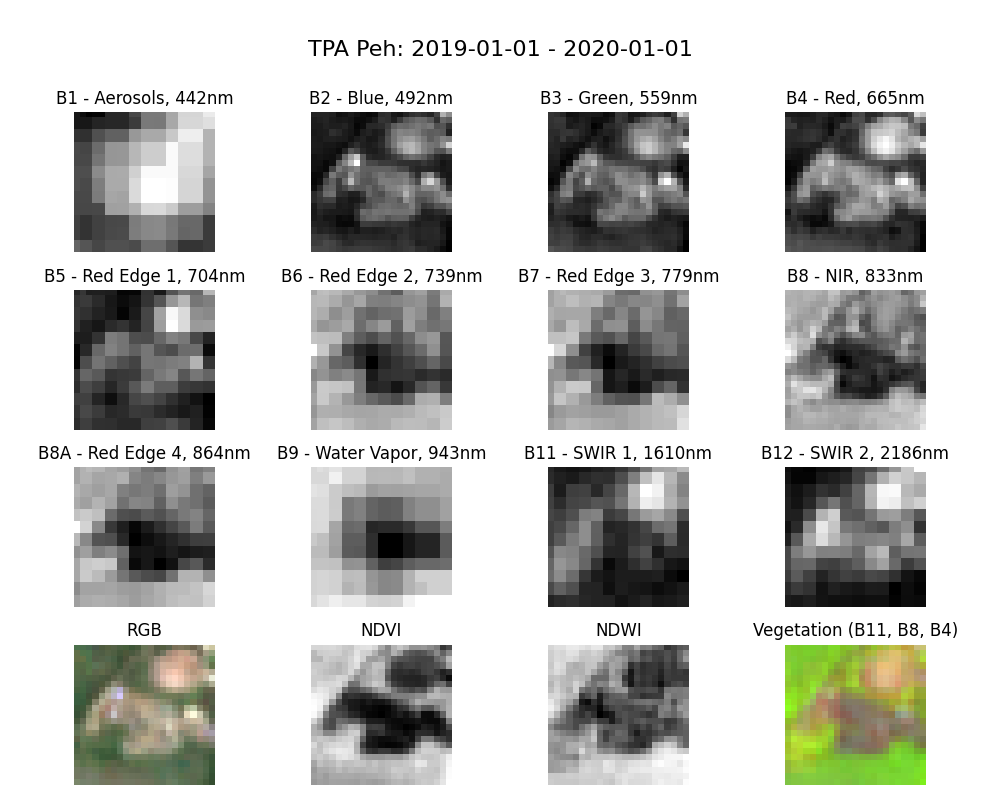 TPA Peh: 2019-01-01 - 2020-01-01
B1 - Aerosols, 442nm
B2 - Blue, 492nm
B3 - Green, 559nm
B4 - Red, 665nm
B5 - Red Edge 1, 704nm
B6 - Red Edge 2, 739nm
B7 - Red Edge 3, 779nm
B8 - NIR, 833nm
B8A - Red Edge 4, 864nm
B9 - Water Vapor, 943nm
B11 - SWIR 1, 1610nm
B12 - SWIR 2, 2186nm
RGB
NDVI
NDWI
Vegetation (B11, B8, B4)